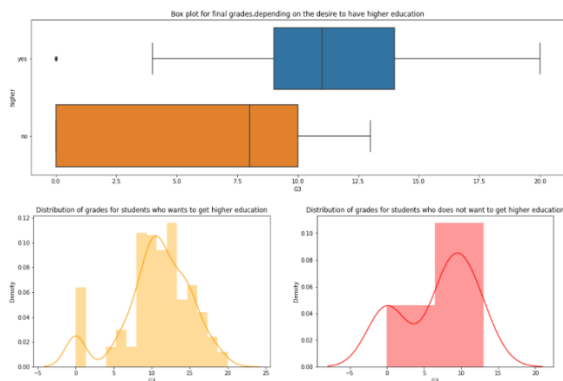 Box plot for final grades,depending on the desire to have higher education
yes
higher
no
0.0 2.5 5.0 7.5 10.0 12.5 15.0 17.5 20.0
G3
Distribution of grades for students who wants to get higher education
0.12
0.10
0.08
0.06
0.04
0.02
0.00
Density
−5 0 5 10 15 20 25
G3
Distribution of grades for students who does not want to get higher education
0.10
0.08
0.06
0.04
0.02
0.00
Density
−5 0 5 10 15 20
G3